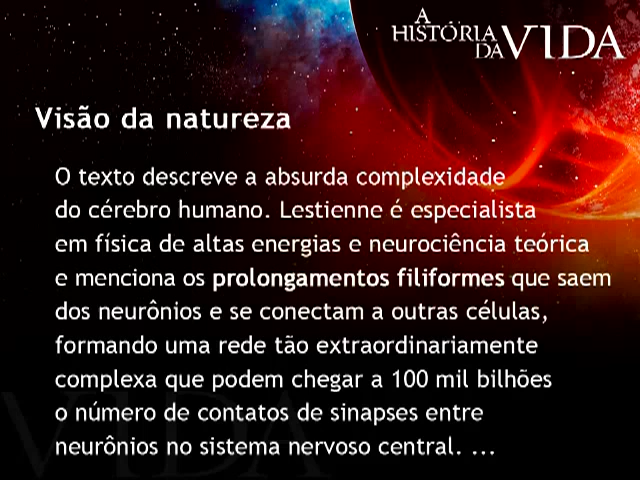 A
HISTÓRIA
DA VIDA
Visão da natureza
O texto descreve a absurda complexidade
do cérebro humano. Lestienne é especialista
em física de altas energias e neurociência teórica
e menciona os prolongamentos filiformes que saem
dos neurônios e se conectam a outras células,
formando uma rede tão extraordinariamente
complexa que podem chegar a 100 mil bilhões
o número de contatos de sinapses entre
neurônios no sistema nervoso central. ...
VIDA